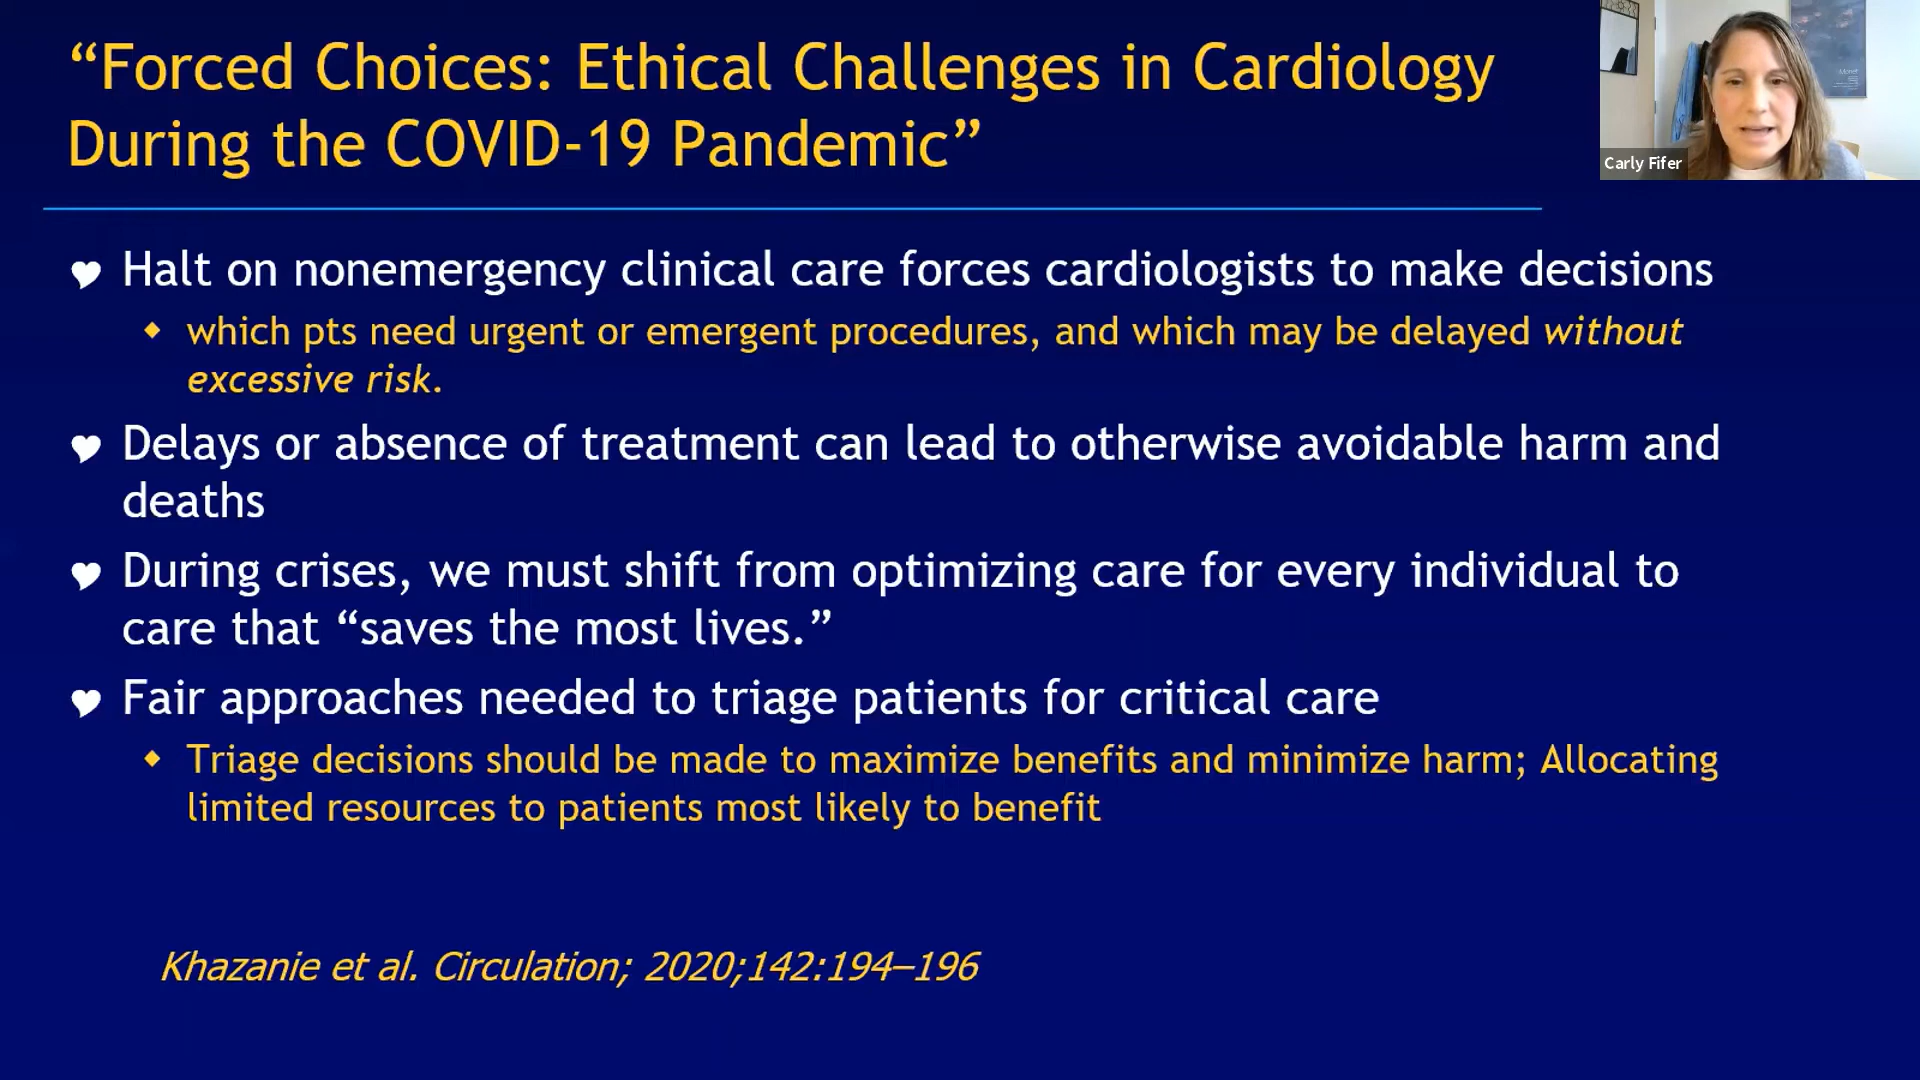 “Forced Choices: Ethical Challenges in Cardiology
During the COVID-19 Pandemic”
Carly Fifer
Halt on nonemergency clinical care forces cardiologists to make decisions
which pts need urgent or emergent procedures, and which may be delayed without
excessive risk.
Delays or absence of treatment can lead to otherwise avoidable harm and
deaths
During crises, we must shift from optimizing care for every individual to
care that “saves the most lives.”
Fair approaches needed to triage patients for critical care
Triage decisions should be made to maximize benefits and minimize harm; Allocating
limited resources to patients most likely to benefit
Khazanie et al. Circulation; 2020;142:194–196